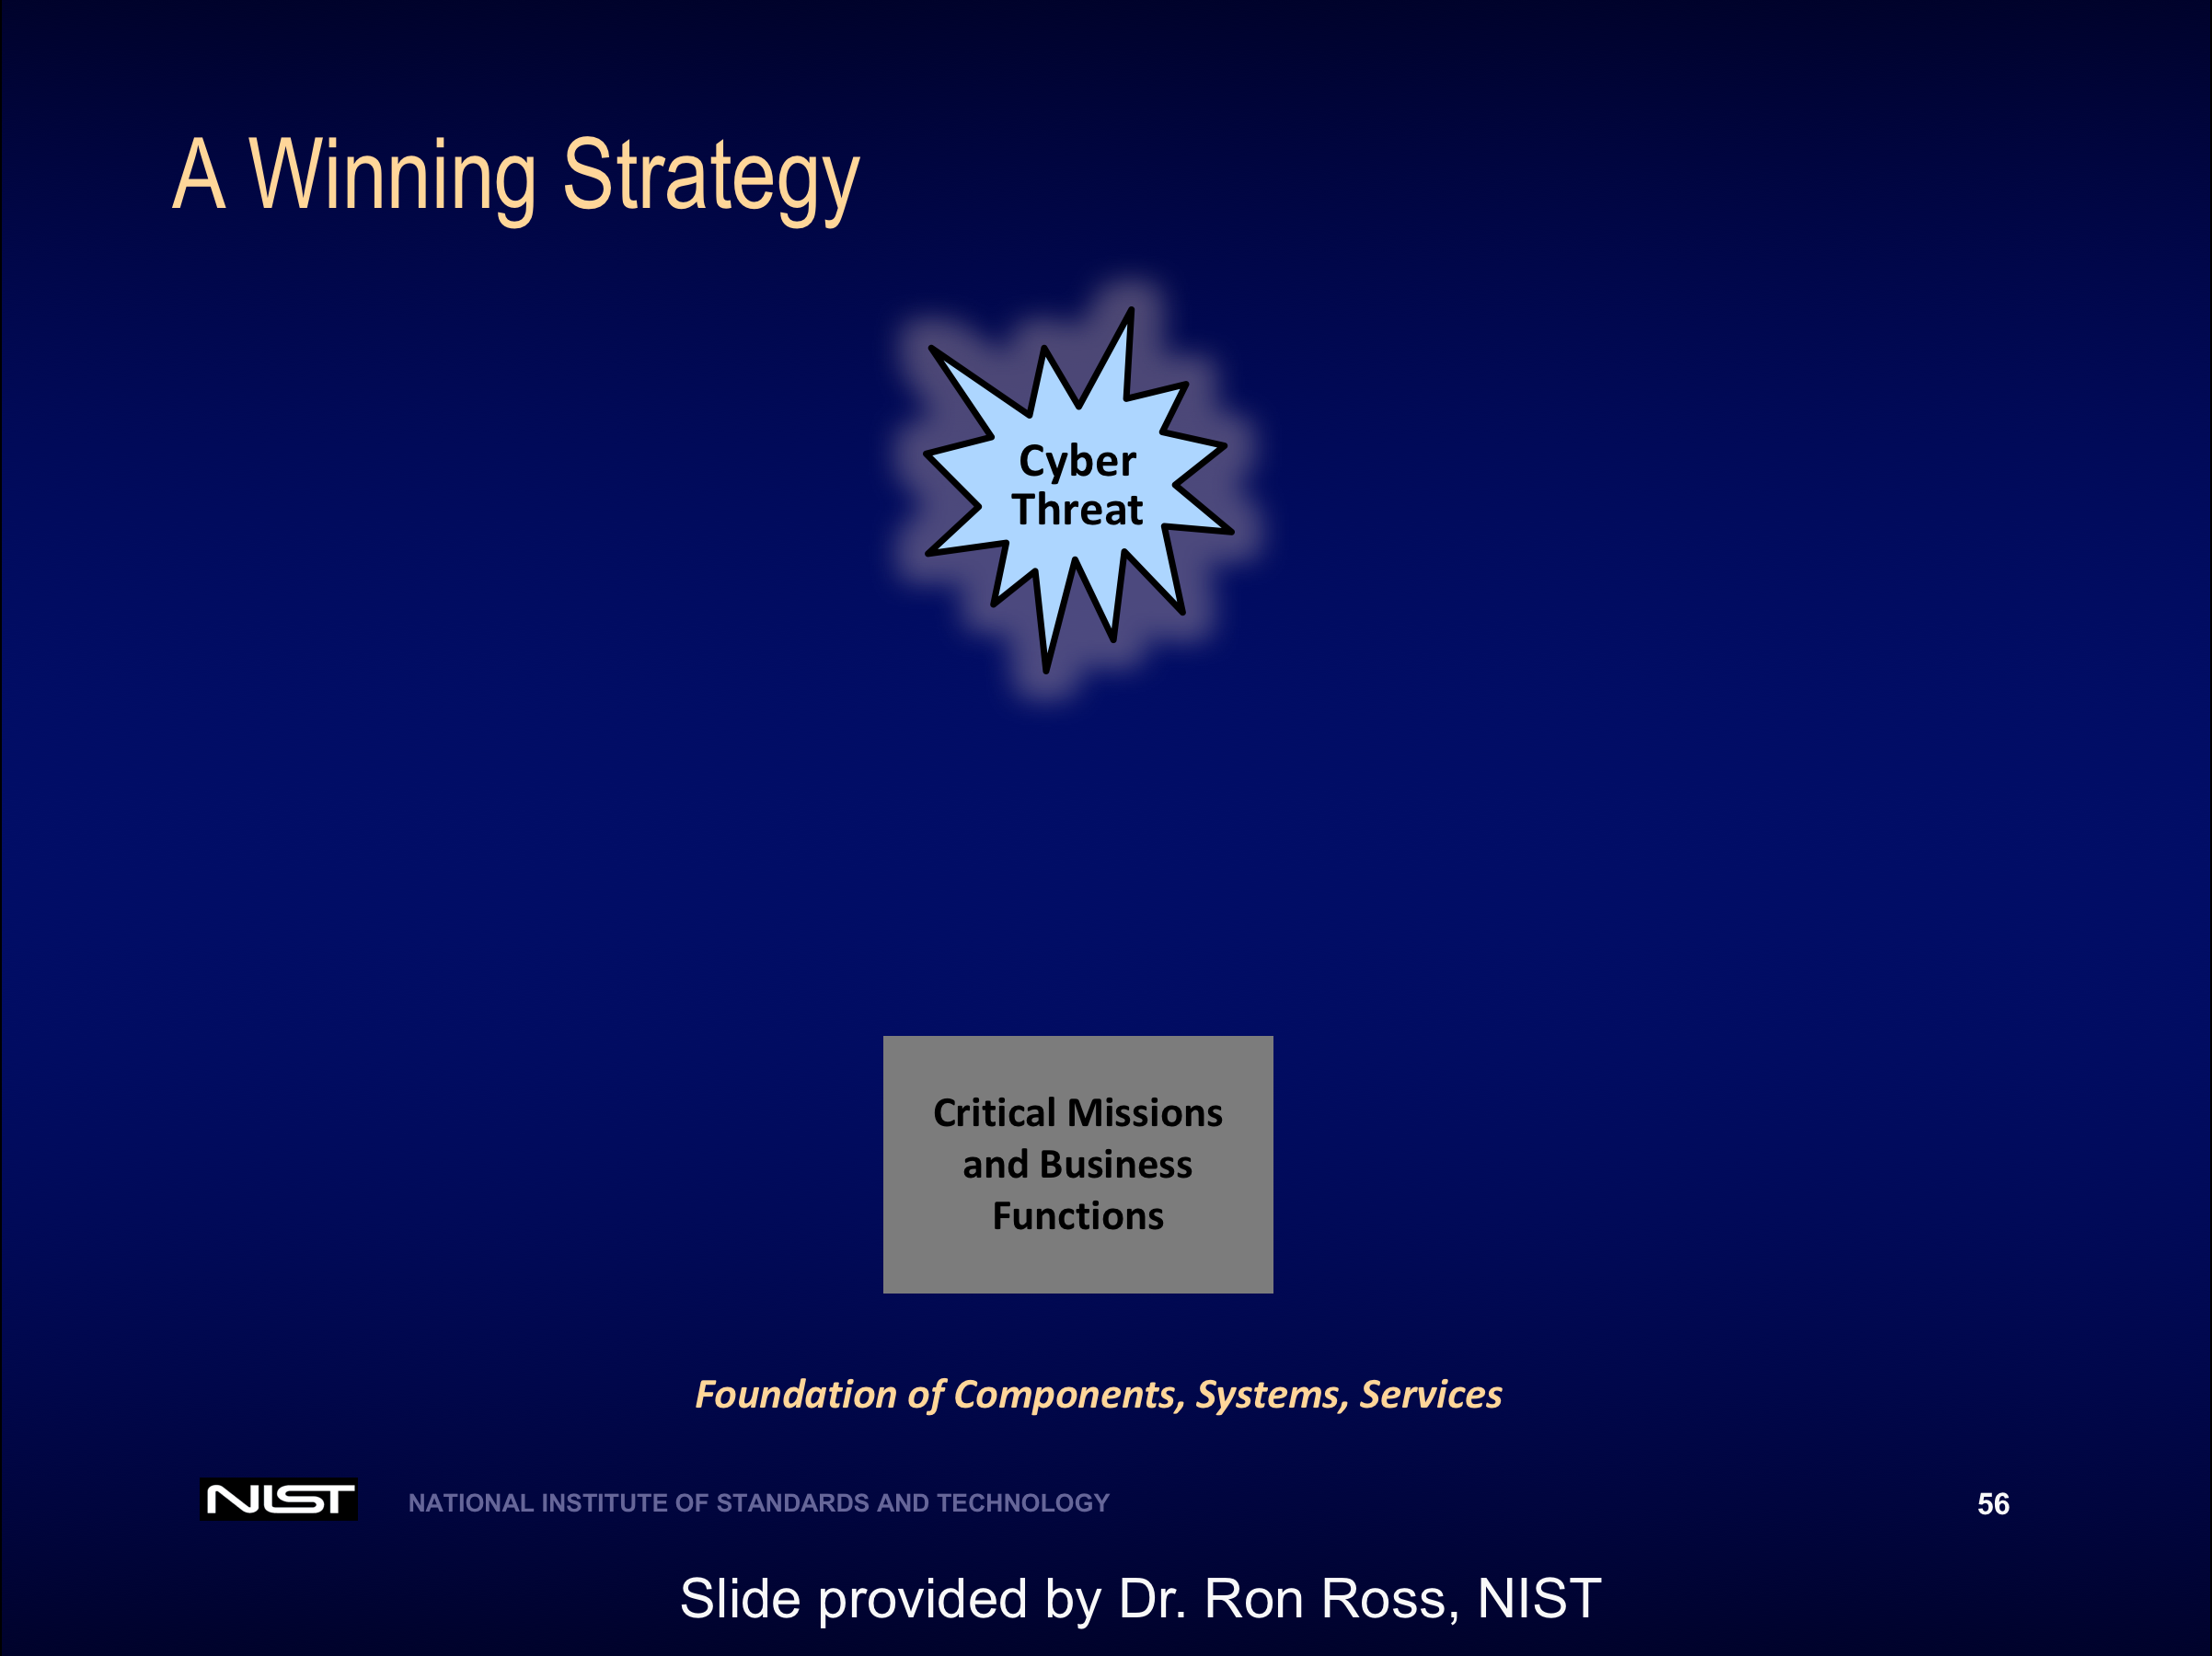 A Winning Strategy
Cyber
Threat
Critical Missions
and Business
Functions
Foundation of Components, Systems, Services
NIST
NATIONAL INSTITUTE OF STANDARDS AND TECHNOLOGY
56
Slide provided by Dr. Ron Ross, NIST